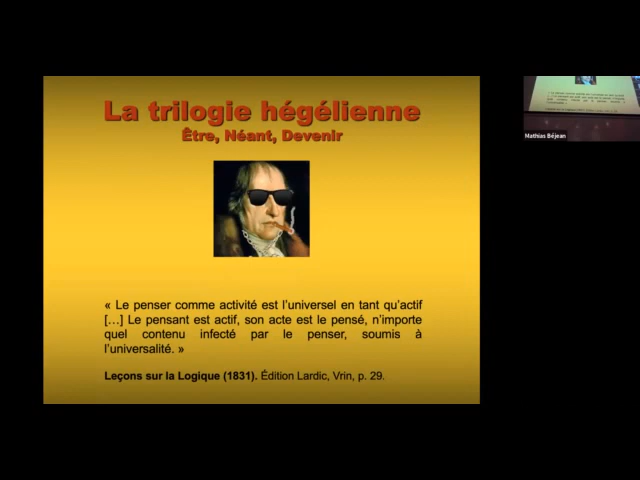 La trilogie hégélienne
Être, Néant, Devenir
« Le penser comme activité est l'universel en tant qu'actif
[…] Le pensant est actif, son acte est le pensé, n'importe
quel contenu infecté par le penser, soumis à
l'universalité. »
Leçons sur la Logique (1831). Édition Lardic, Vrin, p. 29.
Mathias Béjean